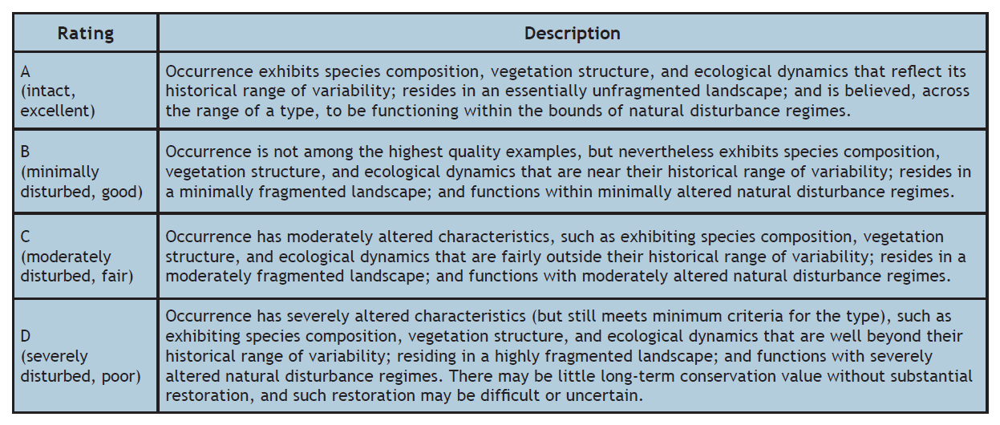 Rating
Description
A
(intact,
excellent)
Occurrence exhibits species composition, vegetation structure, and ecological dynamics that reflect its
historical range of variability; resides in an essentially unfragmented landscape; and is believed, across
the range of a type, to be functioning within the bounds of natural disturbance regimes.
B
(minimally
disturbed, good)
Occurrence is not among the highest quality examples, but nevertheless exhibits species composition,
vegetation structure, and ecological dynamics that are near their historical range of variability; resides in
a minimally fragmented landscape; and functions within minimally altered natural disturbance regimes.
C
(moderately
disturbed, fair)
Occurrence has moderately altered characteristics, such as exhibiting species composition, vegetation
structure, and ecological dynamics that are fairly outside their historical range of variability; resides in a
moderately fragmented landscape; and functions with moderately altered natural disturbance regimes.
D
(severely
disturbed, poor)
Occurrence has severely altered characteristics (but still meets minimum criteria for the type), such as
exhibiting species composition, vegetation structure, and ecological dynamics that are well beyond their
historical range of variability; residing in a highly fragmented landscape; and functions with severely
altered natural disturbance regimes. There may be little long-term conservation value without substantial
restoration, and such restoration may be difficult or uncertain.